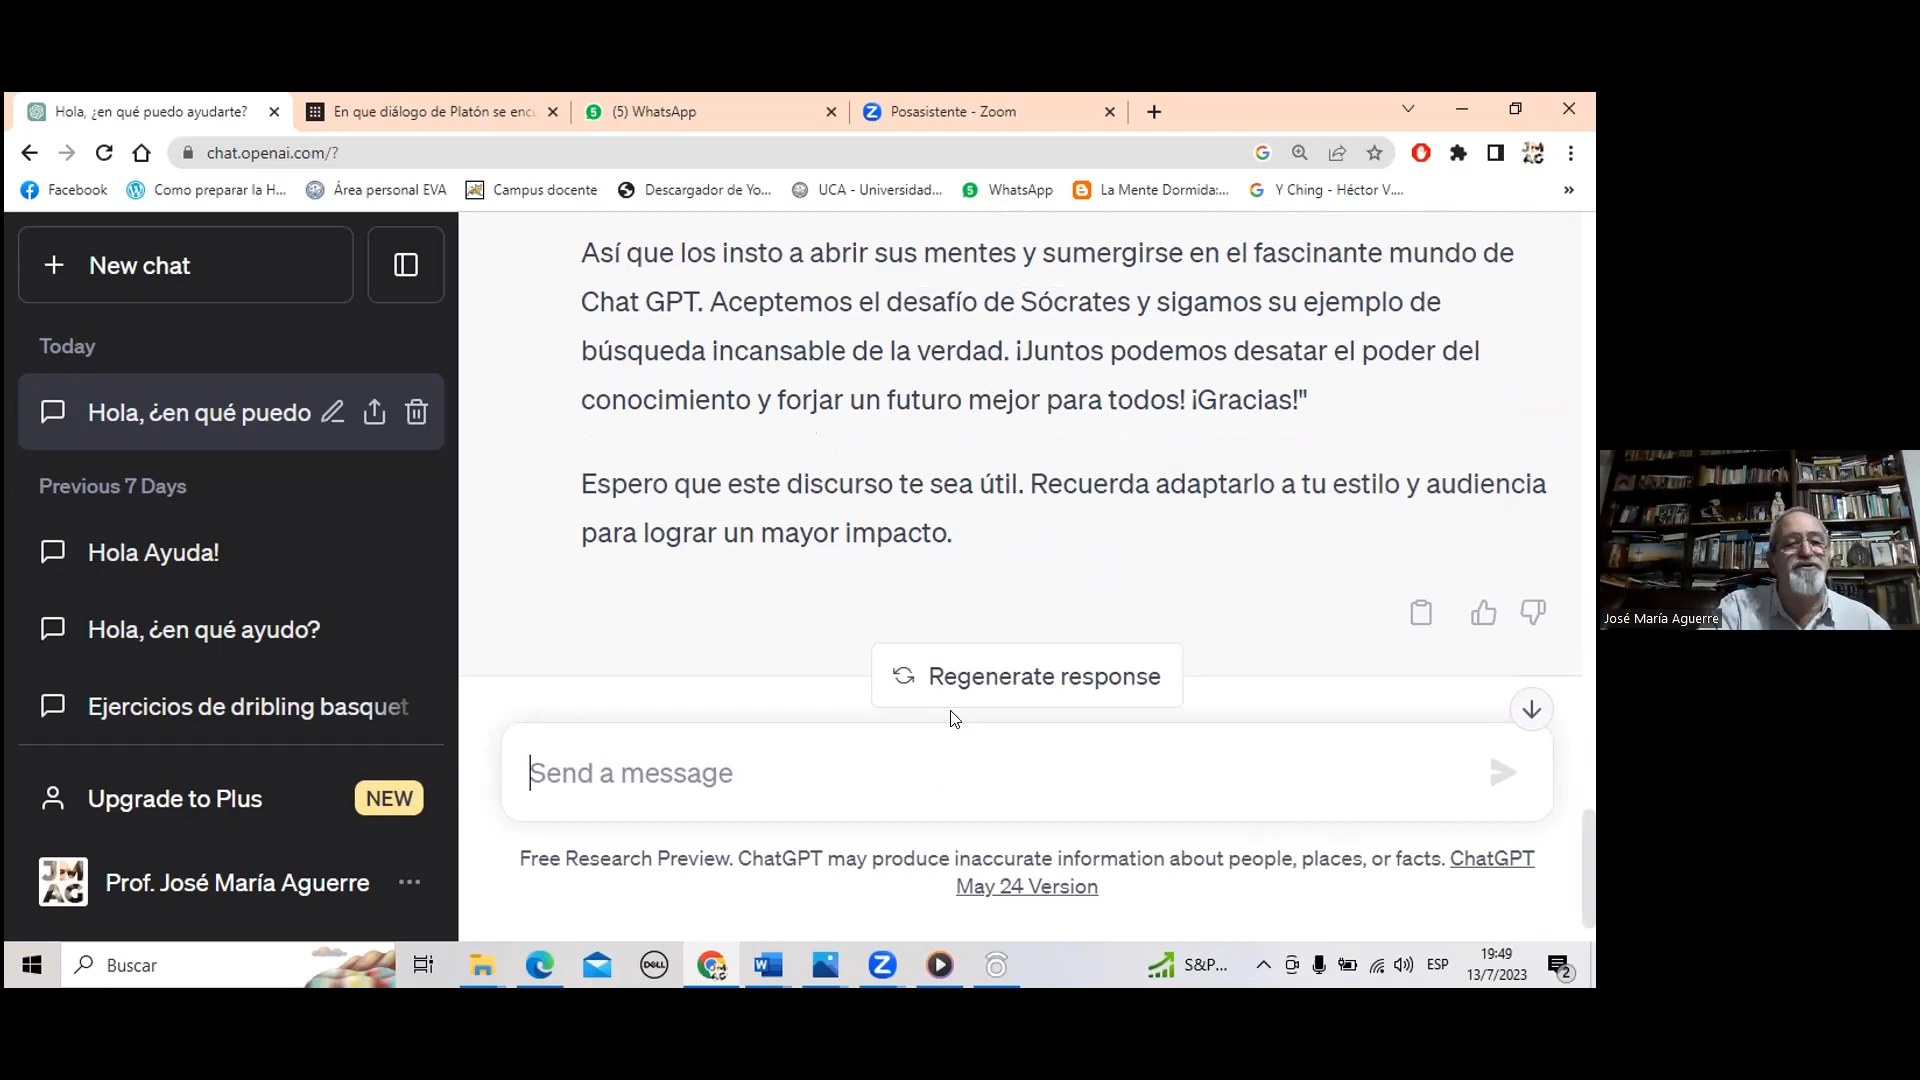 Hola, ¿en qué puedo ayudarte?
En que diálogo de Platón se encu
(5) WhatsApp
Posasistente - Zoom
chat.openai.com/?
Facebook
Como preparar la H...
Área personal EVA
Campus docente
Descargador de Yo...
UCA - Universidad...
WhatsApp
La Mente Dormida:...
Y Ching - Héctor V....
»
New chat
Today
Hola, ¿en qué puedo
Previous 7 Days
Hola Ayuda!
Hola, ¿en qué ayudo?
Ejercicios de dribling basquet
Upgrade to Plus
NEW
JM
AG
Prof. José María Aguerre
Así que los insto a abrir sus mentes y sumergirse en el fascinante mundo de
Chat GPT. Aceptemos el desafío de Sócrates y sigamos su ejemplo de
búsqueda incansable de la verdad. ¡Juntos podemos desatar el poder del
conocimiento y forjar un futuro mejor para todos! ¡Gracias!"
Espero que este discurso te sea útil. Recuerda adaptarlo a tu estilo y audiencia
para lograr un mayor impacto.
Regenerate response
Send a message
Free Research Preview. ChatGPT may produce inaccurate information about people, places, or facts. ChatGPT
May 24 Version
José María Aguerre
Buscar
DELL
S&P...
ESP
19:49
13/7/2023
2